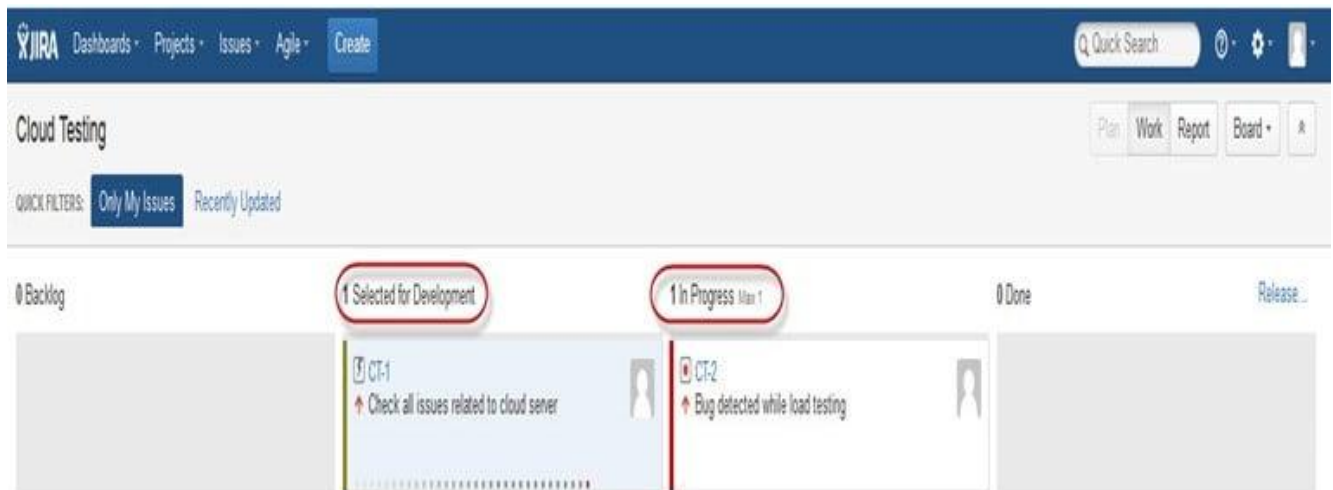 JIRA Dashboards Projects Issues Agile Create Quick Search
Cloud Testing Plan Work Report Board
QUICK FILTERS: Only My Issues Recently Updated
0 Backlog 1 Selected for Development 1 In Progress Max 1 0 Done Release...
CT-1 CT-2
Check all issues related to cloud server Bug detected while load testing